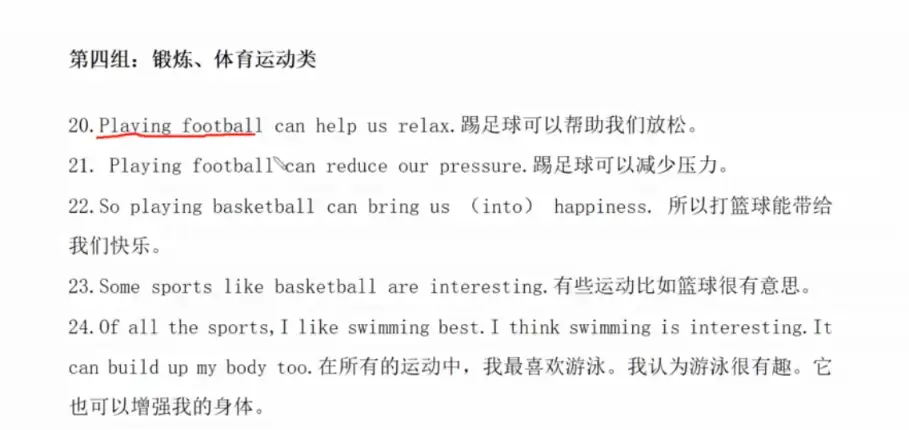 第四组：锻炼、体育运动类
20.Playing football can help us relax.踢足球可以帮助我们放松。
21. Playing football can reduce our pressure.踢足球可以减少压力。
22.So playing basketball can bring us （into） happiness. 所以打篮球能带给
我们快乐。
23.Some sports like basketball are interesting.有些运动比如篮球很有意思。
24.Of all the sports,I like swimming best.I think swimming is interesting.It
can build up my body too.在所有的运动中，我最喜欢游泳。我认为游泳很有趣。它
也可以增强我的身体。